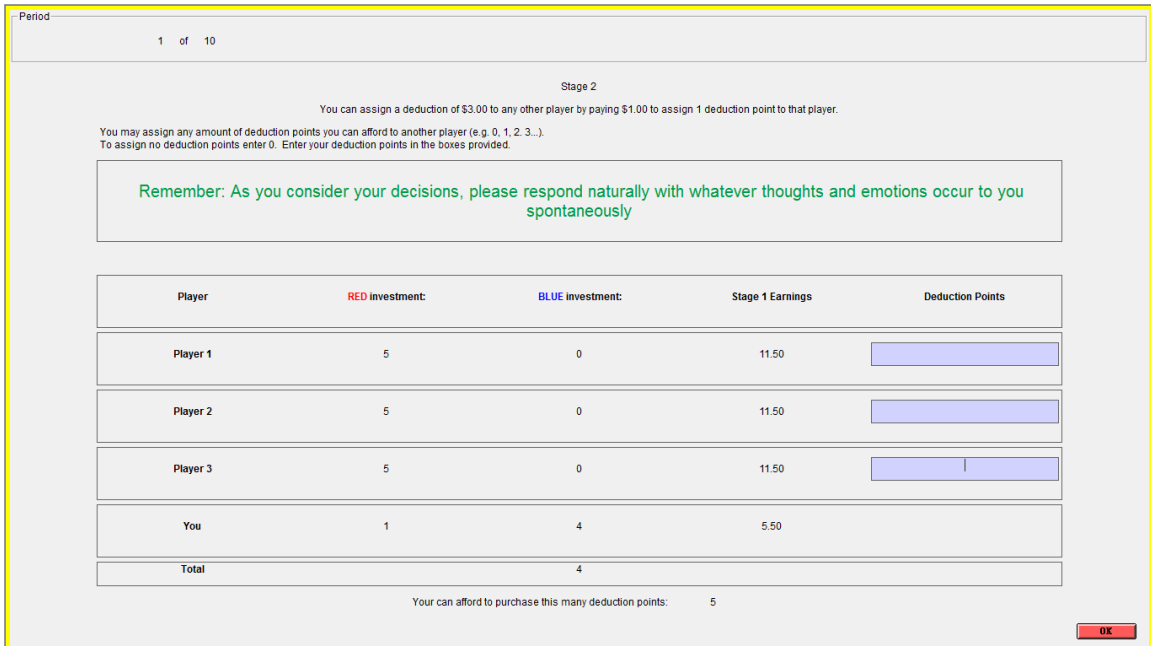 Period
1 of 10
Stage 2
You can assign a deduction of $3.00 to any other player by paying $1.00 to assign 1 deduction point to that player.
You may assign any amount of deduction points you can afford to another player (e.g. 0, 1, 2. 3...).
To assign no deduction points enter 0. Enter your deduction points in the boxes provided.
Remember: As you consider your decisions, please respond naturally with whatever thoughts and emotions occur to you
spontaneously
Player RED investment: BLUE investment: Stage 1 Earnings Deduction Points
Player 1 5 0 11.50
Player 2 5 0 11.50
Player 3 5 0 11.50
You 1 4 5.50
Total 4
Your can afford to purchase this many deduction points: 5
OK